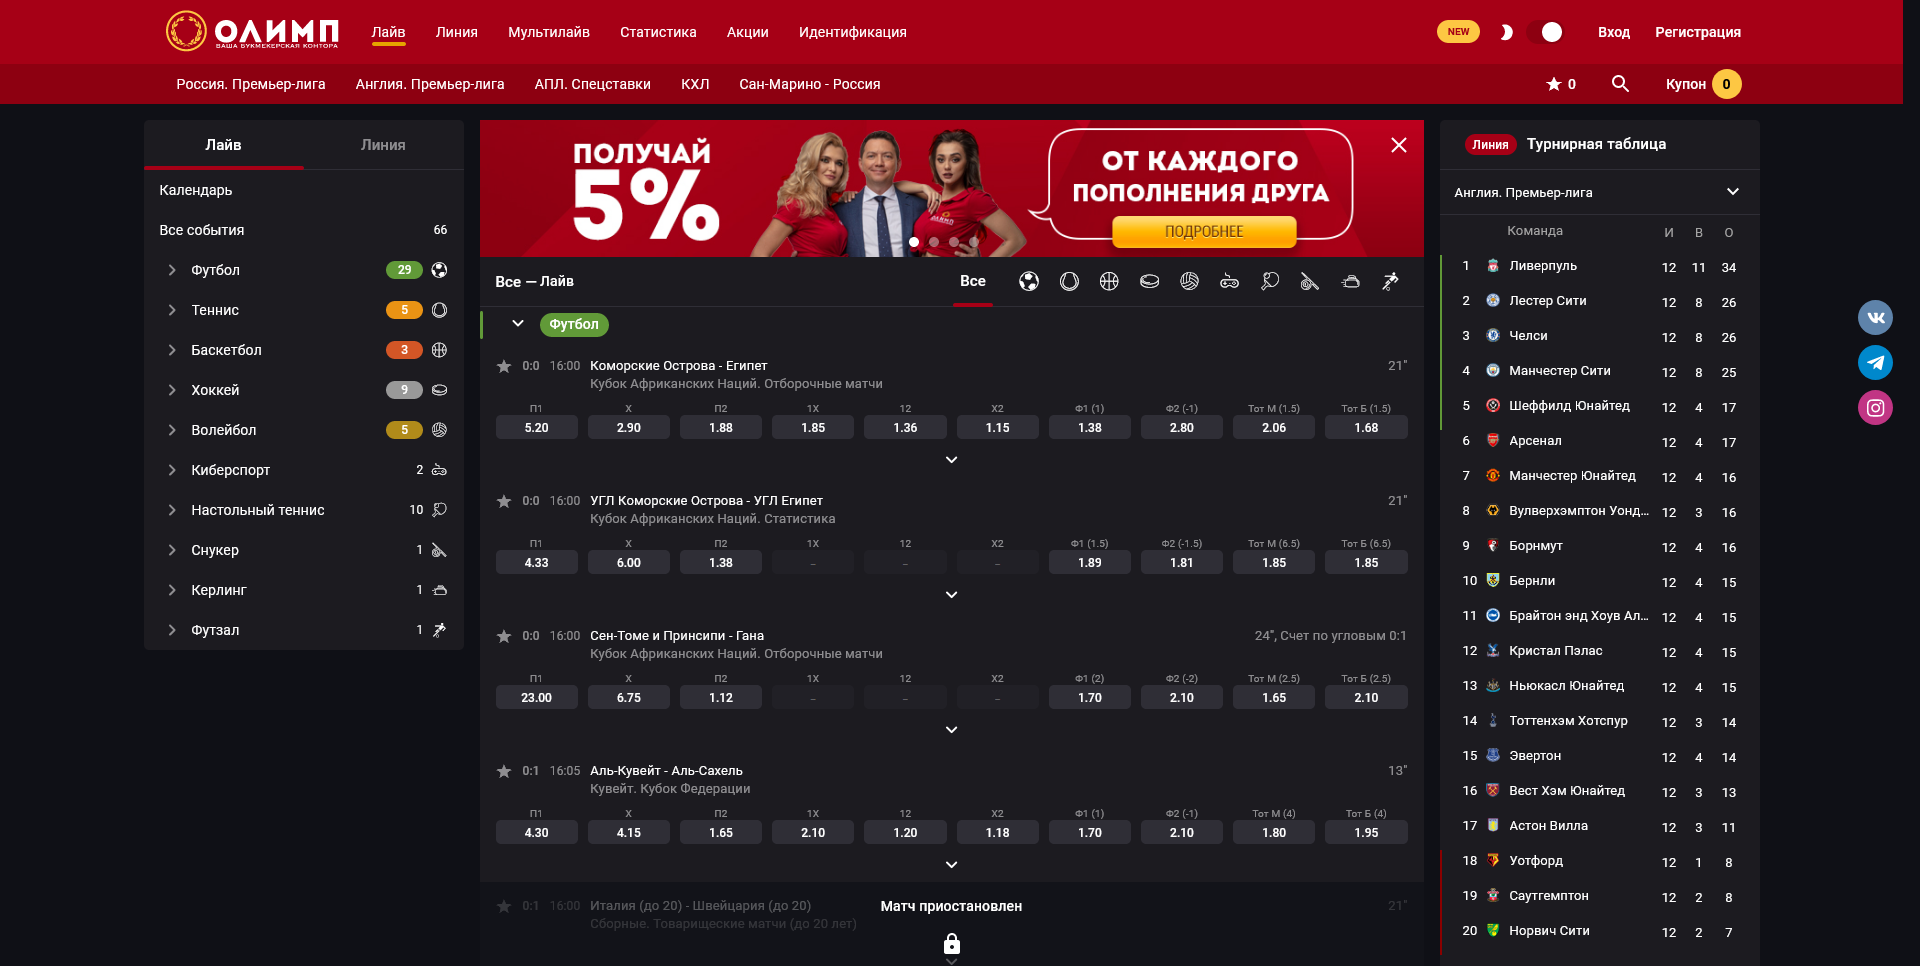 ОЛИМП
ВАША БУКМЕКЕРСКАЯ КОНТОРА
Лайв Линия Мультилайв Статистика Акции Идентификация
NEW Вход Регистрация
Россия. Премьер-лига Англия. Премьер-лига АПЛ. Спецставки КХЛ Сан-Марино - Россия
0 Купон 0
Лайв Линия
Календарь
Все события 66
Футбол 29
Теннис 5
Баскетбол 3
Хоккей 9
Волейбол 5
Киберспорт 2
Настольный теннис 10
Снукер 1
Керлинг 1
Футзал 1
ПОЛУЧАЙ
5%
ОЛИМП
ОТ КАЖДОГО
ПОПОЛНЕНИЯ ДРУГА
ПОДРОБНЕЕ
Все — Лайв Все
Футбол
0:0 16:00 Коморские Острова - Египет 21"
Кубок Африканских Наций. Отборочные матчи
П1 X П2 1X 12 X2 Ф1 (1) Ф2 (-1) Тот М (1.5) Тот Б (1.5)
5.20 2.90 1.88 1.85 1.36 1.15 1.38 2.80 2.06 1.68
0:0 16:00 УГЛ Коморские Острова - УГЛ Египет 21"
Кубок Африканских Наций. Статистика
П1 X П2 1X 12 X2 Ф1 (1.5) Ф2 (-1.5) Тот М (6.5) Тот Б (6.5)
4.33 6.00 1.38 – – – 1.89 1.81 1.85 1.85
0:0 16:00 Сен-Томе и Принсипи - Гана 24", Счет по угловым 0:1
Кубок Африканских Наций. Отборочные матчи
П1 X П2 1X 12 X2 Ф1 (2) Ф2 (-2) Тот М (2.5) Тот Б (2.5)
23.00 6.75 1.12 – – – 1.70 2.10 1.65 2.10
0:1 16:05 Аль-Кувейт - Аль-Сахель 13"
Кувейт. Кубок Федерации
П1 X П2 1X 12 X2 Ф1 (1) Ф2 (-1) Тот М (4) Тот Б (4)
4.30 4.15 1.65 2.10 1.20 1.18 1.70 2.10 1.80 1.95
0:1 16:00 Италия (до 20) - Швейцария (до 20) Матч приостановлен 21"
Сборные. Товарищеские матчи (до 20 лет)
Линия Турнирная таблица
Англия. Премьер-лига
Команда И В О
1 Ливерпуль 12 11 34
2 Лестер Сити 12 8 26
3 Челси 12 8 26
4 Манчестер Сити 12 8 25
5 Шеффилд Юнайтед 12 4 17
6 Арсенал 12 4 17
7 Манчестер Юнайтед 12 4 16
8 Вулверхэмптон Уонд... 12 3 16
9 Борнмут 12 4 16
10 Бернли 12 4 15
11 Брайтон энд Хоув Ал... 12 4 15
12 Кристал Пэлас 12 4 15
13 Ньюкасл Юнайтед 12 4 15
14 Тоттенхэм Хотспур 12 3 14
15 Эвертон 12 4 14
16 Вест Хэм Юнайтед 12 3 13
17 Астон Вилла 12 3 11
18 Уотфорд 12 1 8
19 Саутгемптон 12 2 8
20 Норвич Сити 12 2 7